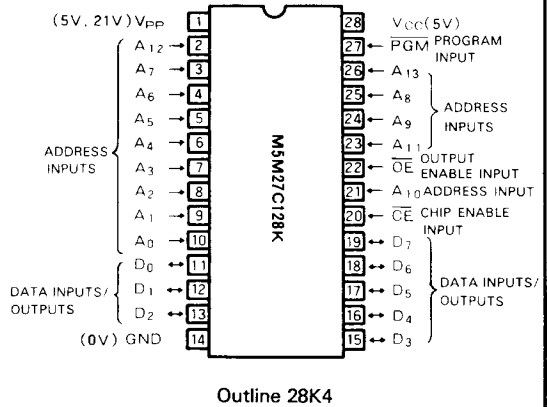 (5V, 21V) VPP 1
A12 → 2
A7 → 3
A6 → 4
A5 → 5
A4 → 6
A3 → 7
A2 → 8
A1 → 9
A0 → 10
D0 ↔ 11
D1 ↔ 12
D2 ↔ 13
(0V) GND 14
ADDRESS
INPUTS
DATA INPUTS/
OUTPUTS
M5M27C128K
28 VCC(5V)
27 ← PGM PROGRAM
INPUT
26 ← A13
25 ← A8
24 ← A9
23 ← A11
ADDRESS
INPUTS
22 ← OE OUTPUT
ENABLE INPUT
21 ← A10 ADDRESS INPUT
20 ← CE CHIP ENABLE
INPUT
19 ↔ D7
18 ↔ D6
17 ↔ D5
16 ↔ D4
15 ↔ D3
DATA INPUTS/
OUTPUTS
Outline 28K4